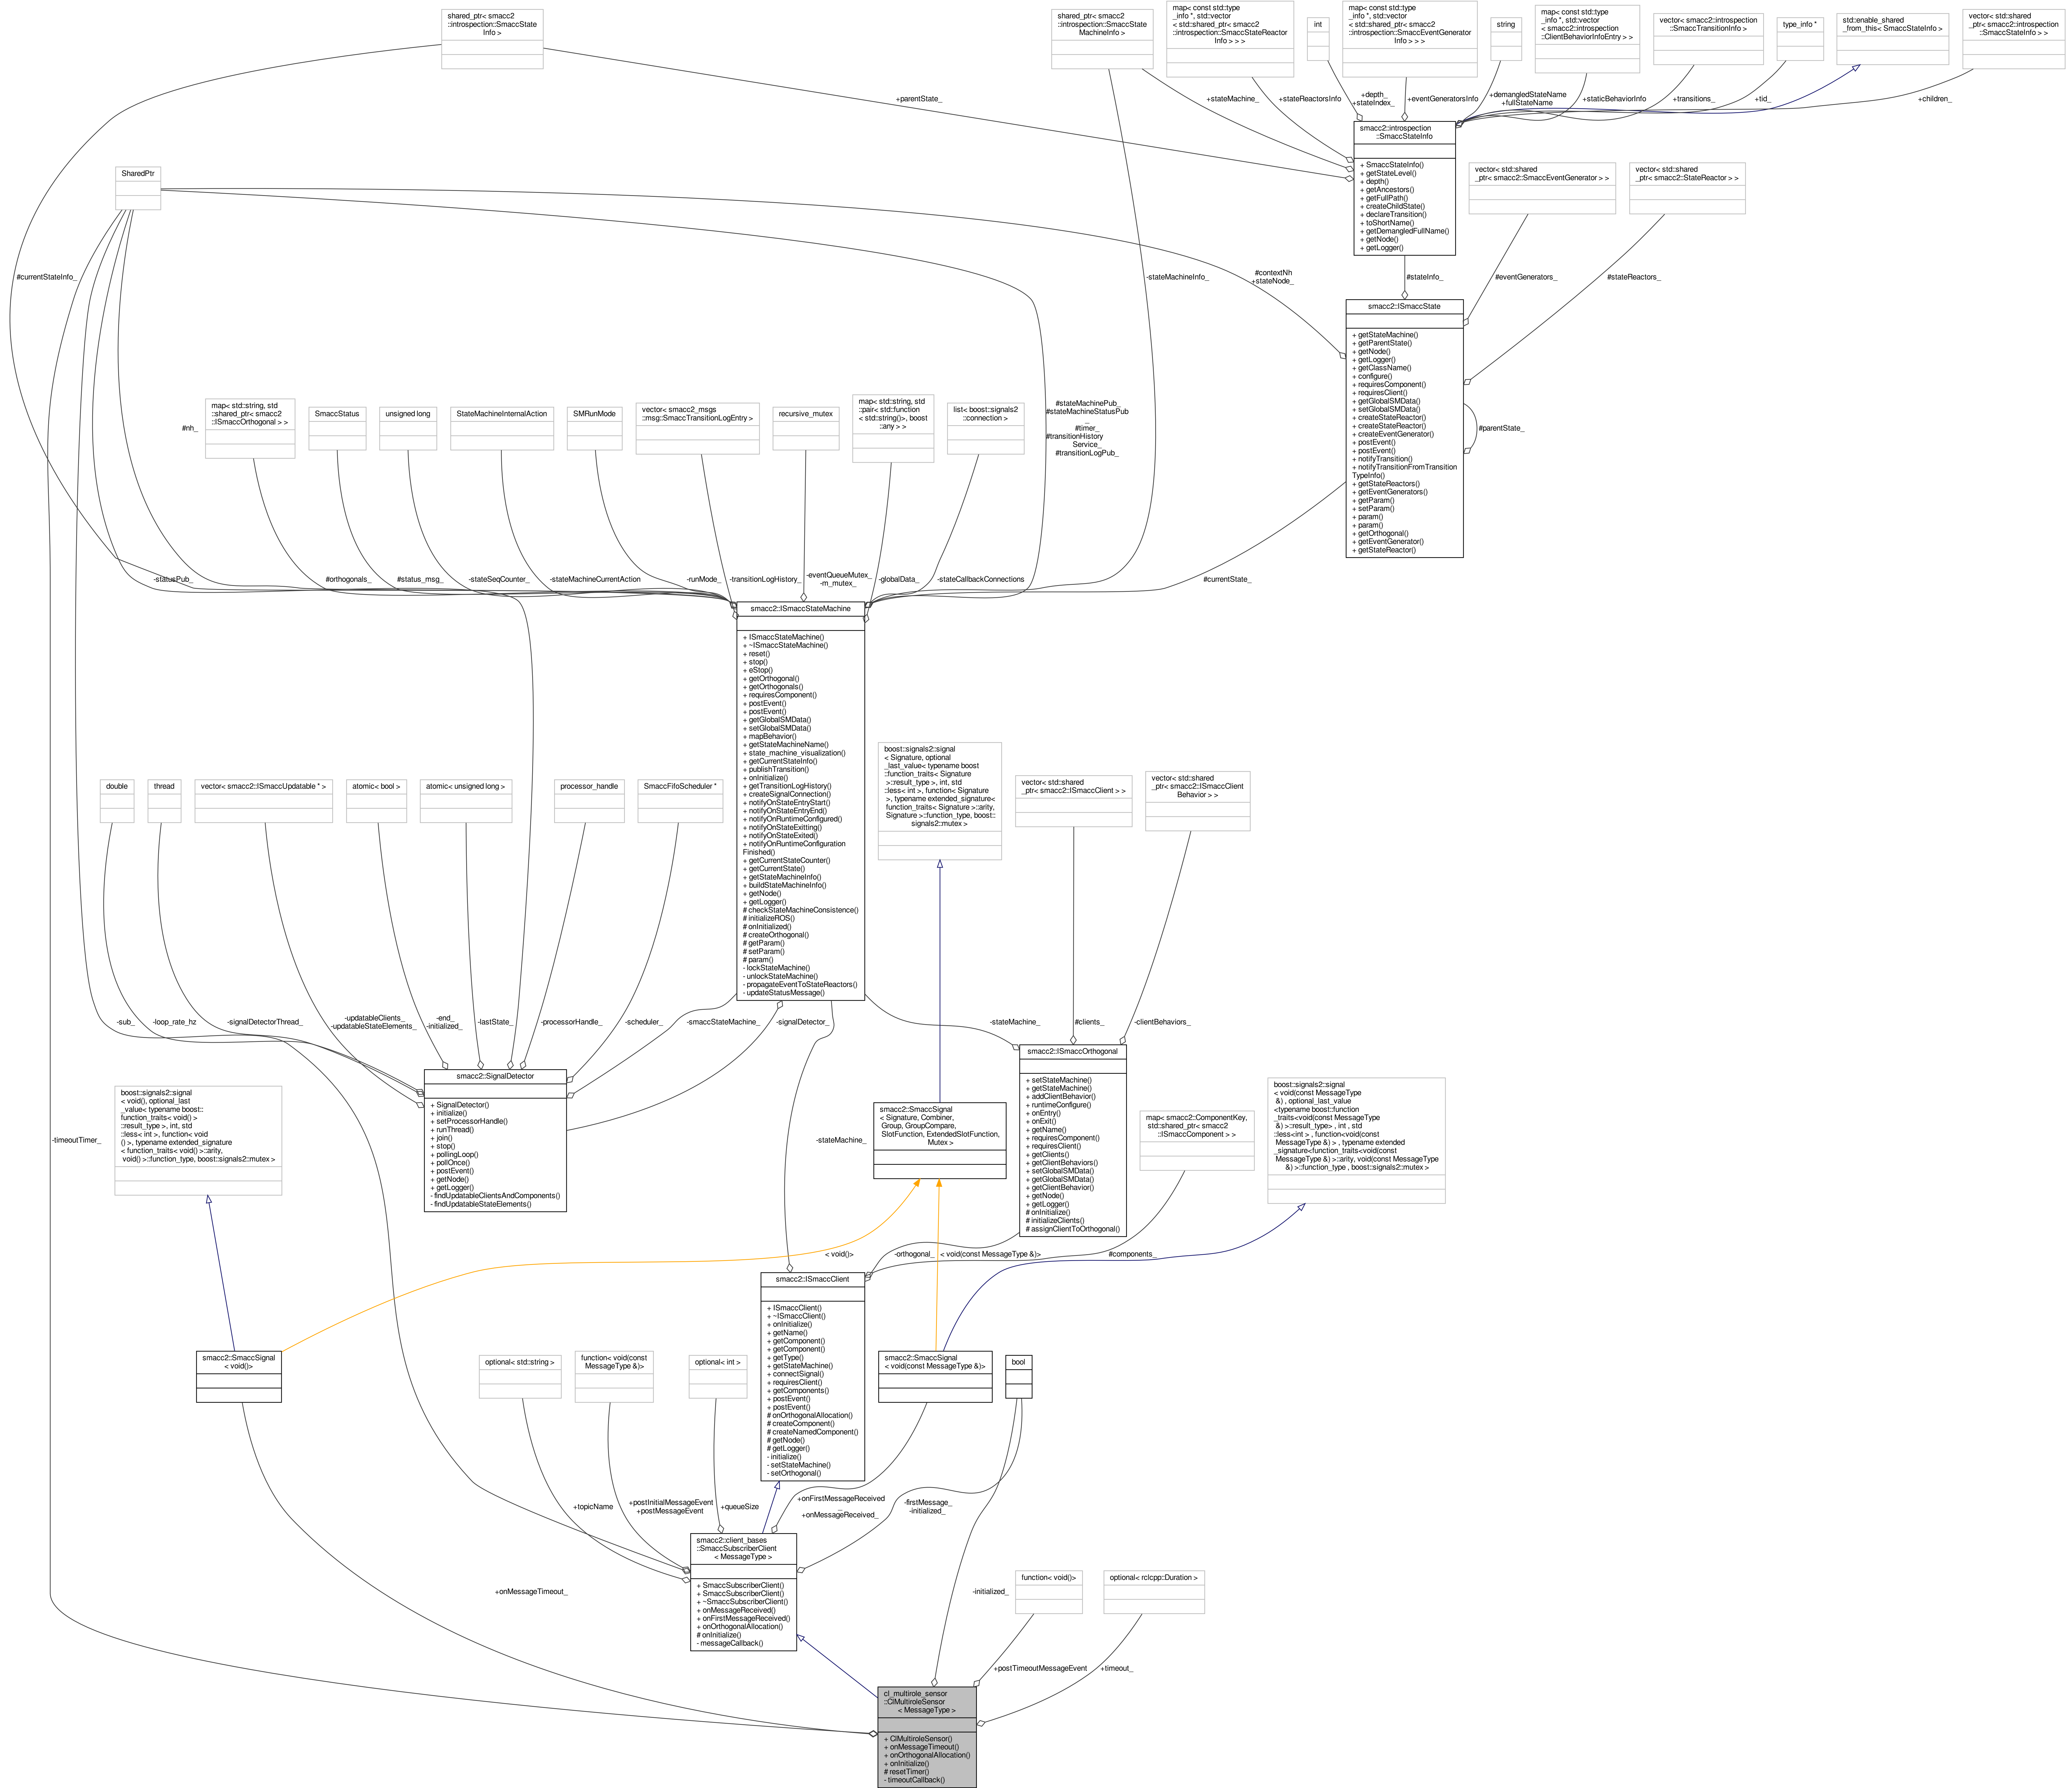 shared_ptr< smacc2
::introspection::SmaccState
Info >
shared_ptr< smacc2
::introspection::SmaccState
MachineInfo >
map< const std::type
_info *, std::vector
< std::shared_ptr< smacc2
::introspection::SmaccStateReactor
Info > > >
int
map< const std::type
_info *, std::vector
< std::shared_ptr< smacc2
::introspection::SmaccEventGenerator
Info > > >
string
map< const std::type
_info *, std::vector
< smacc2::introspection
::ClientBehaviorInfoEntry > >
vector< smacc2::introspection
::SmaccTransitionInfo >
type_info *
std::enable_shared
_from_this< SmaccStateInfo >
vector< std::shared
_ptr< smacc2::introspection
::SmaccStateInfo > >
+parentState_
+stateMachine_
+stateReactorsInfo
+depth_
+stateIndex_
+eventGeneratorsInfo
+demangledStateName
+fullStateName
+staticBehaviorInfo
+transitions_
+tid_
+children_
smacc2::introspection
::SmaccStateInfo
+ SmaccStateInfo()
+ getStateLevel()
+ depth()
+ getAncestors()
+ getFullPath()
+ createChildState()
+ declareTransition()
+ toShortName()
+ getDemangledFullName()
+ getNode()
+ getLogger()
SharedPtr
vector< std::shared
_ptr< smacc2::SmaccEventGenerator > >
vector< std::shared
_ptr< smacc2::StateReactor > >
#currentStateInfo_
-stateMachineInfo_
#contextNh
+stateNode_
#stateInfo_
#eventGenerators_
#stateReactors_
smacc2::ISmaccState
+ getStateMachine()
+ getParentState()
+ getNode()
+ getLogger()
+ getClassName()
+ configure()
+ requiresComponent()
+ requiresClient()
+ getGlobalSMData()
+ setGlobalSMData()
+ createStateReactor()
+ createStateReactor()
+ createEventGenerator()
+ postEvent()
+ postEvent()
+ notifyTransition()
+ notifyTransitionFromTransition
TypeInfo()
+ getStateReactors()
+ getEventGenerators()
+ getParam()
+ setParam()
+ param()
+ param()
+ getOrthogonal()
+ getEventGenerator()
+ getStateReactor()
#parentState_
#nh_
map< std::string, std
::shared_ptr< smacc2
::ISmaccOrthogonal > >
SmaccStatus
unsigned long
StateMachineInternalAction
SMRunMode
vector< smacc2_msgs
::msg::SmaccTransitionLogEntry >
recursive_mutex
map< std::string, std
::pair< std::function
< std::string()>, boost
::any > >
list< boost::signals2
::connection >
#stateMachinePub_
#stateMachineStatusPub
_
#timer_
#transitionHistory
Service_
#transitionLogPub_
-statusPub_
#orthogonals_
#status_msg_
-stateSeqCounter_
-stateMachineCurrentAction
-runMode_
-transitionLogHistory_
-eventQueueMutex_
-m_mutex_
-globalData_
-stateCallbackConnections
#currentState_
smacc2::ISmaccStateMachine
+ ISmaccStateMachine()
+ ~ISmaccStateMachine()
+ reset()
+ stop()
+ eStop()
+ getOrthogonal()
+ getOrthogonals()
+ requiresComponent()
+ postEvent()
+ postEvent()
+ getGlobalSMData()
+ setGlobalSMData()
+ mapBehavior()
+ getStateMachineName()
+ state_machine_visualization()
+ getCurrentStateInfo()
+ publishTransition()
+ onInitialize()
+ getTransitionLogHistory()
+ createSignalConnection()
+ notifyOnStateEntryStart()
+ notifyOnStateEntryEnd()
+ notifyOnRuntimeConfigured()
+ notifyOnStateExitting()
+ notifyOnStateExited()
+ notifyOnRuntimeConfiguration
Finished()
+ getCurrentStateCounter()
+ getCurrentState()
+ getStateMachineInfo()
+ buildStateMachineInfo()
+ getNode()
+ getLogger()
# checkStateMachineConsistence()
# initializeROS()
# onInitialized()
# createOrthogonal()
# getParam()
# setParam()
# param()
- lockStateMachine()
- unlockStateMachine()
- propagateEventToStateReactors()
- updateStatusMessage()
double
thread
vector< smacc2::ISmaccUpdatable * >
atomic< bool >
atomic< unsigned long >
processor_handle
SmaccFifoScheduler *
boost::signals2::signal
< Signature, optional
_last_value< typename boost
::function_traits< Signature
>::result_type >, int, std
::less< int >, function< Signature
>, typename extended_signature<
function_traits< Signature >::arity,
Signature >::function_type, boost::
signals2::mutex >
vector< std::shared
_ptr< smacc2::ISmaccClient > >
vector< std::shared
_ptr< smacc2::ISmaccClient
Behavior > >
-sub_
-loop_rate_hz
-signalDetectorThread_
-updatableClients_
-updatableStateElements_
-end_
-initialized_
-lastState_
-processorHandle_
-scheduler_
-smaccStateMachine_
-signalDetector_
-stateMachine_
#clients_
-clientBehaviors_
smacc2::SignalDetector
+ SignalDetector()
+ initialize()
+ setProcessorHandle()
+ runThread()
+ join()
+ stop()
+ pollingLoop()
+ pollOnce()
+ postEvent()
+ getNode()
+ getLogger()
- findUpdatableClientsAndComponents()
- findUpdatableStateElements()
smacc2::ISmaccOrthogonal
+ setStateMachine()
+ getStateMachine()
+ addClientBehavior()
+ runtimeConfigure()
+ onEntry()
+ onExit()
+ getName()
+ requiresComponent()
+ requiresClient()
+ getClients()
+ getClientBehaviors()
+ setGlobalSMData()
+ getGlobalSMData()
+ getClientBehavior()
+ getNode()
+ getLogger()
# onInitialize()
# initializeClients()
# assignClientToOrthogonal()
boost::signals2::signal
< void(), optional_last
_value< typename boost::
function_traits< void() >
::result_type >, int, std
::less< int >, function< void
() >, typename extended_signature
< function_traits< void() >::arity,
void() >::function_type, boost::signals2::mutex >
smacc2::SmaccSignal
< Signature, Combiner,
Group, GroupCompare,
SlotFunction, ExtendedSlotFunction,
Mutex >
map< smacc2::ComponentKey,
std::shared_ptr< smacc2
::ISmaccComponent > >
boost::signals2::signal
< void(const MessageType
&) , optional_last_value
<typename boost::function
_traits<void(const MessageType
&) >::result_type> , int , std
::less<int > , function<void(const
MessageType &) > , typename extended
_signature<function_traits<void(const
MessageType &) >::arity, void(const MessageType
&) >::function_type , boost::signals2::mutex >
-timeoutTimer_
-stateMachine_
< void()>
-orthogonal_
< void(const MessageType &)>
#components_
smacc2::ISmaccClient
+ ISmaccClient()
+ ~ISmaccClient()
+ onInitialize()
+ getName()
+ getComponent()
+ getComponent()
+ getType()
+ getStateMachine()
+ connectSignal()
+ requiresClient()
+ getComponents()
+ postEvent()
+ postEvent()
# onOrthogonalAllocation()
# createComponent()
# createNamedComponent()
# getNode()
# getLogger()
- initialize()
- setStateMachine()
- setOrthogonal()
smacc2::SmaccSignal
< void()>
optional< std::string >
function< void(const
MessageType &)>
optional< int >
smacc2::SmaccSignal
< void(const MessageType &)>
bool
+topicName
+postInitialMessageEvent
+postMessageEvent
+queueSize
+onFirstMessageReceived
_
+onMessageReceived_
-firstMessage_
-initialized_
smacc2::client_bases
::SmaccSubscriberClient
< MessageType >
+ SmaccSubscriberClient()
+ SmaccSubscriberClient()
+ ~SmaccSubscriberClient()
+ onMessageReceived()
+ onFirstMessageReceived()
+ onOrthogonalAllocation()
# onInitialize()
- messageCallback()
+onMessageTimeout_
-initialized_
function< void()>
optional< rclcpp::Duration >
+postTimeoutMessageEvent
+timeout_
cl_multirole_sensor
::ClMultiroleSensor
< MessageType >
+ ClMultiroleSensor()
+ onMessageTimeout()
+ onOrthogonalAllocation()
+ onInitialize()
# resetTimer()
- timeoutCallback()